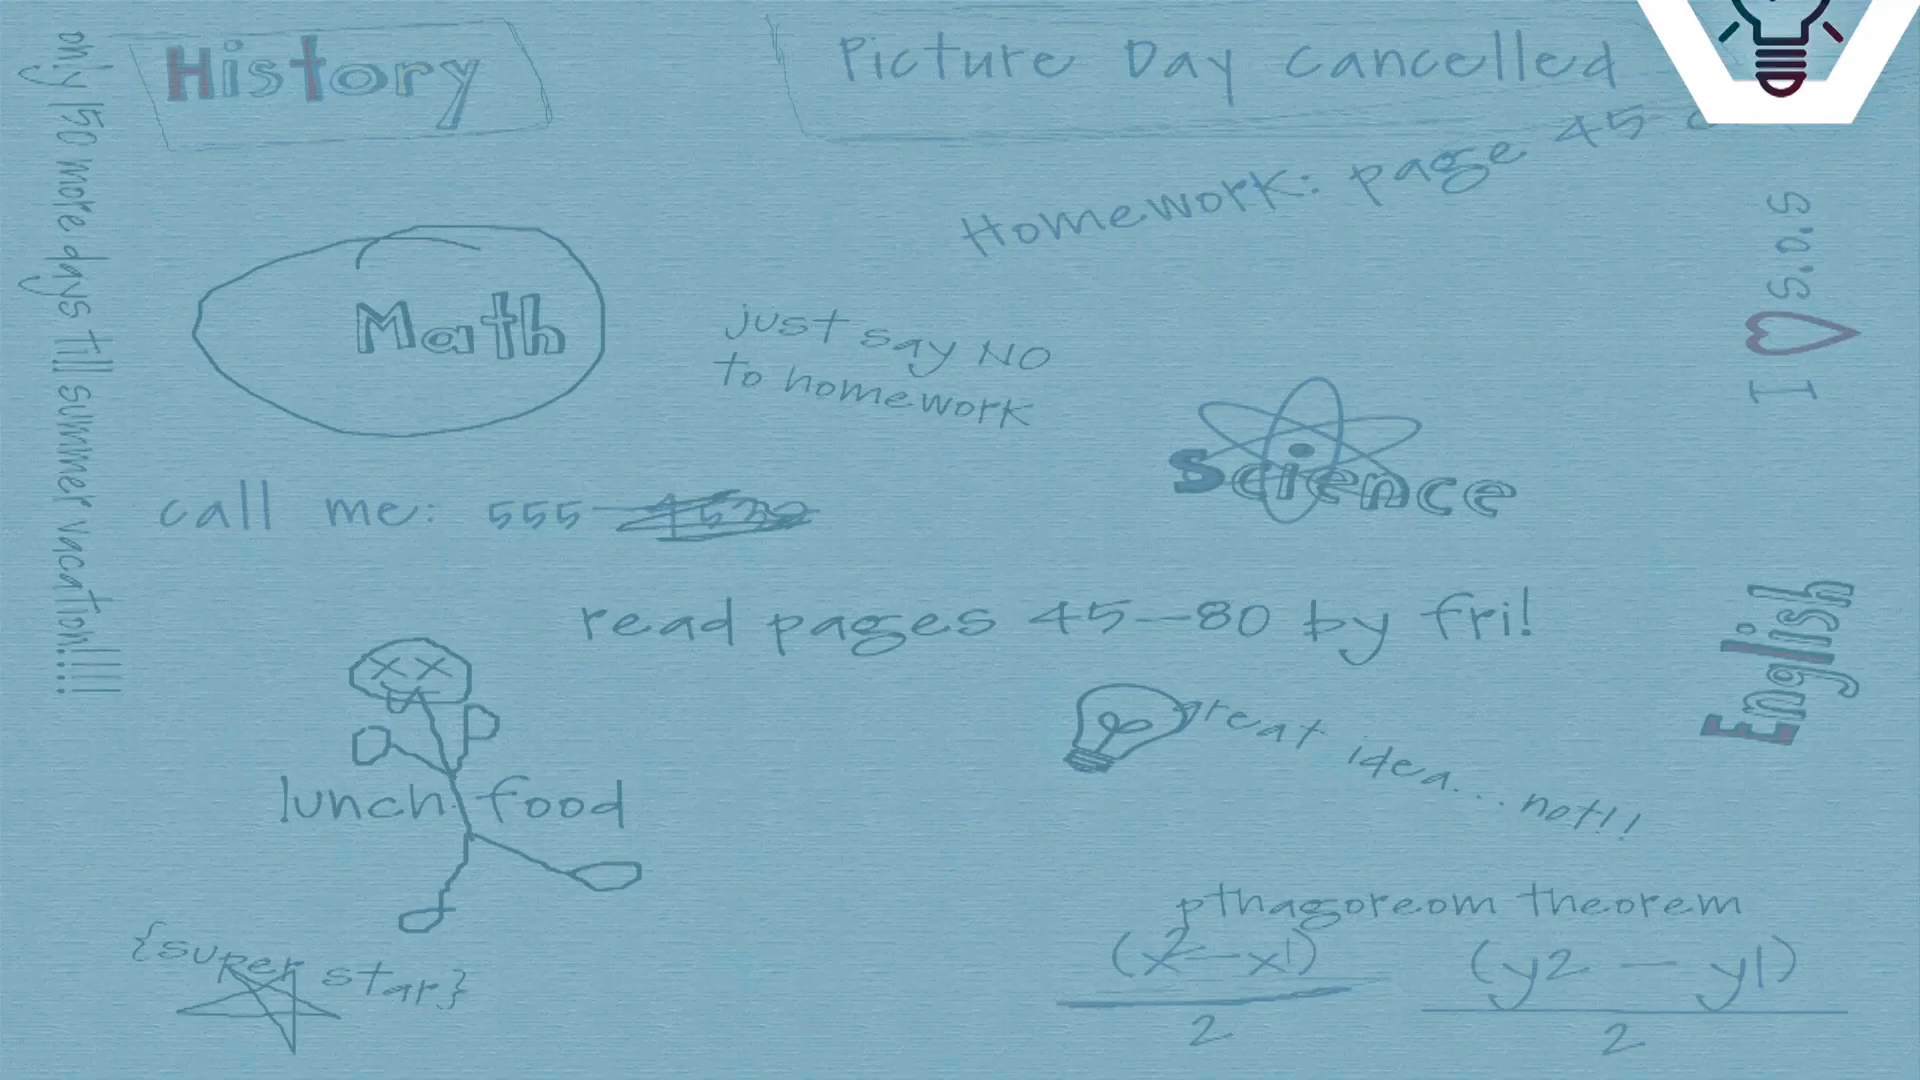 only 150 more days till summer vacation!!!!
History
Picture Day Cancelled
Homework: page 45
I s.o.s
Math
just say NO
to homework
Science
call me: 555-
read pages 45-80 by fri!
English
great idea... not!!
lunch food
pthagoreom theorem
(x2-x1)
2
(y2 - y1)
2
{super star}